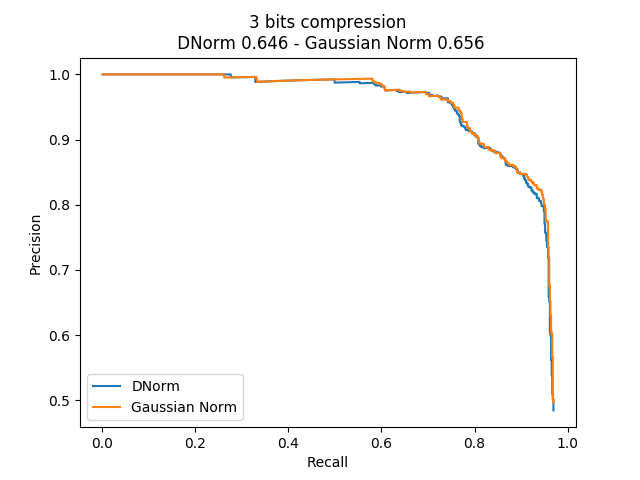 3 bits compression
DNorm 0.646 - Gaussian Norm 0.656
1.0
0.9
0.8
0.7
0.6
0.5
Precision
DNorm
Gaussian Norm
0.0 0.2 0.4 0.6 0.8 1.0
Recall